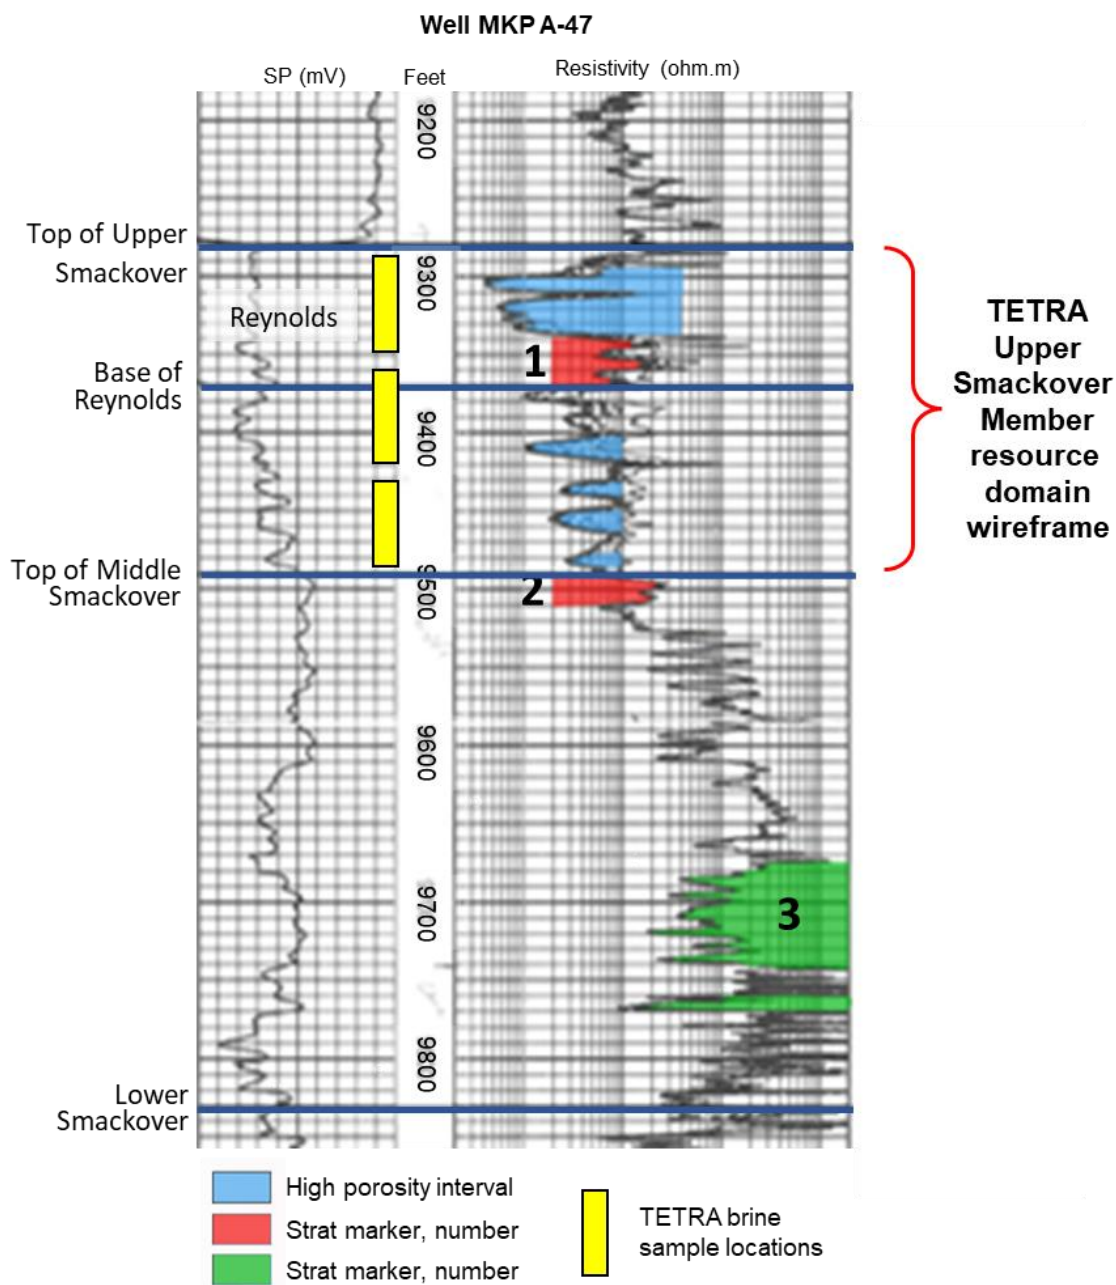 Well MKP A-47
SP (mV)
Feet
Resistivity (ohm.m)
9200
Top of Upper
Smackover
9300
Reynolds
1
Base of
Reynolds
9400
TETRA
Upper
Smackover
Member
resource
domain
wireframe
Top of Middle
Smackover
9500
2
9600
9700
3
9800
Lower
Smackover
High porosity interval
Strat marker, number
Strat marker, number
TETRA brine
sample locations